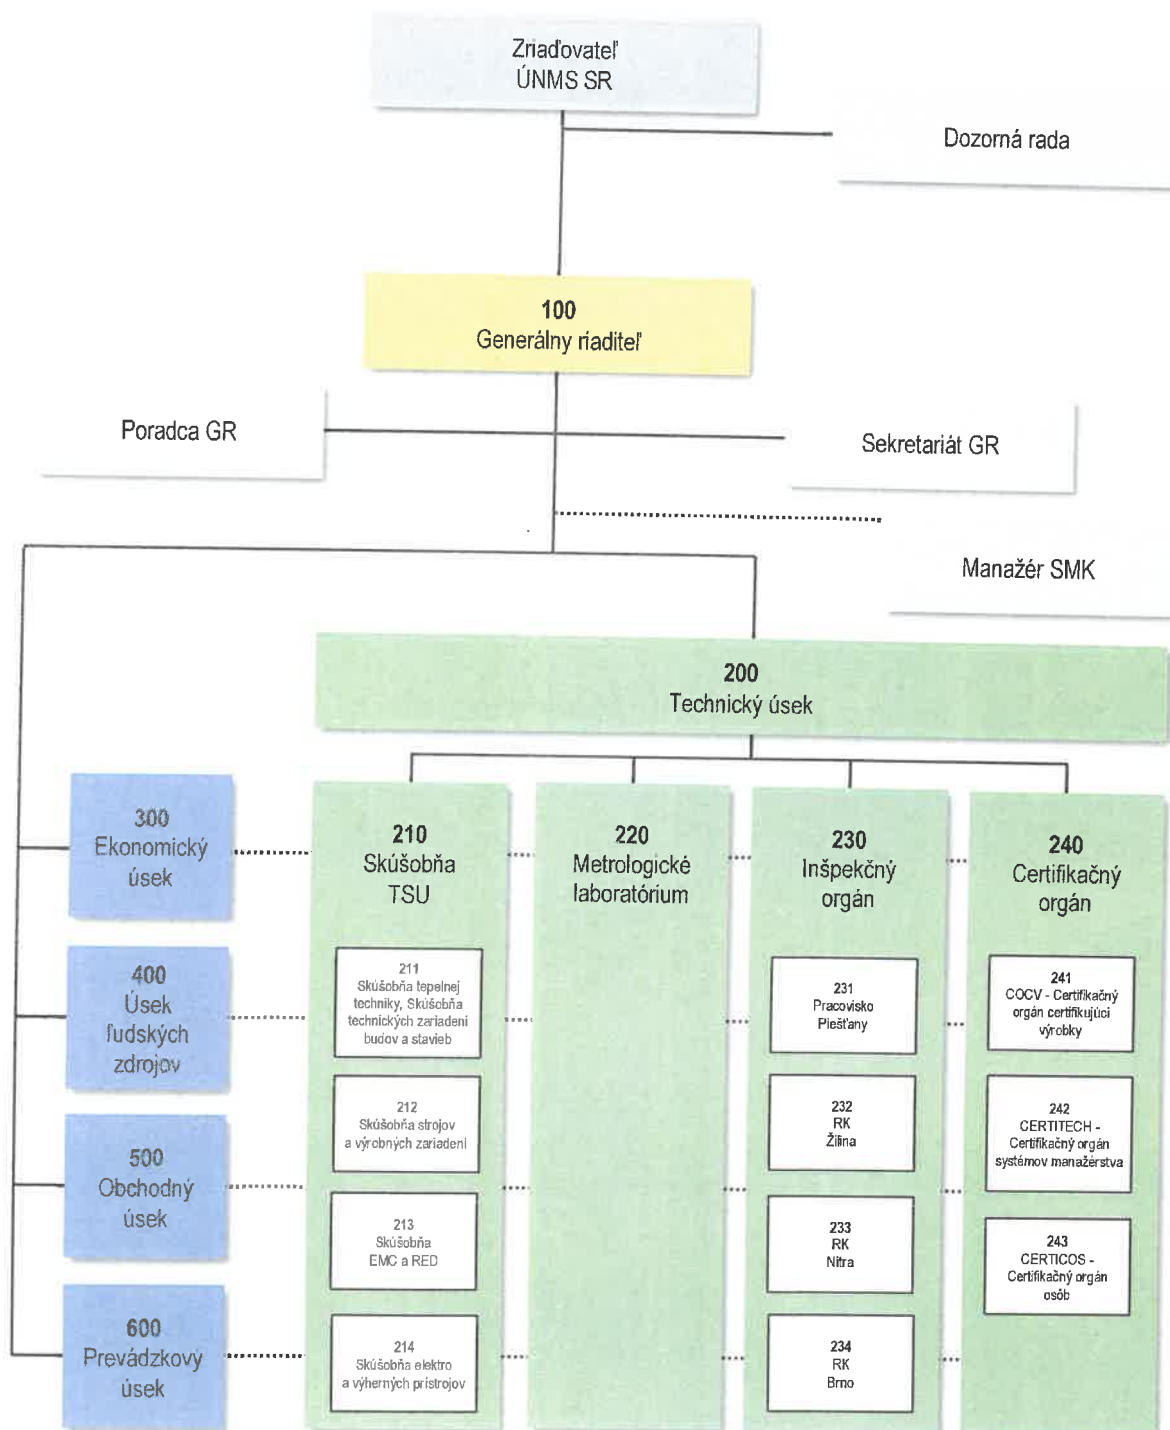 Zriaďovateľ
ÚNMS SR
Dozorná rada
100
Generálny riaditeľ
Poradca GR
Sekretariát GR
Manažér SMK
200
Technický úsek
300
Ekonomický
úsek
400
Úsek
ľudských
zdrojov
500
Obchodný
úsek
600
Prevádzkový
úsek
210
Skúšobňa
TSU
211
Skúšobňa tepelnej
techniky, Skúšobňa
technických zariadení
budov a stavieb
212
Skúšobňa strojov
a výrobných zariadení
213
Skúšobňa
EMC a RED
214
Skúšobňa elektro
a výherných prístrojov
220
Metrologické
laboratórium
230
Inšpekčný
orgán
231
Pracovisko
Piešťany
232
RK
Žilina
233
RK
Nitra
234
RK
Brno
240
Certifikačný
orgán
241
COCV - Certifikačný
orgán certifikujúci
výrobky
242
CERTITECH -
Certifikačný orgán
systémov manažérstva
243
CERTICOS -
Certifikačný orgán
osôb